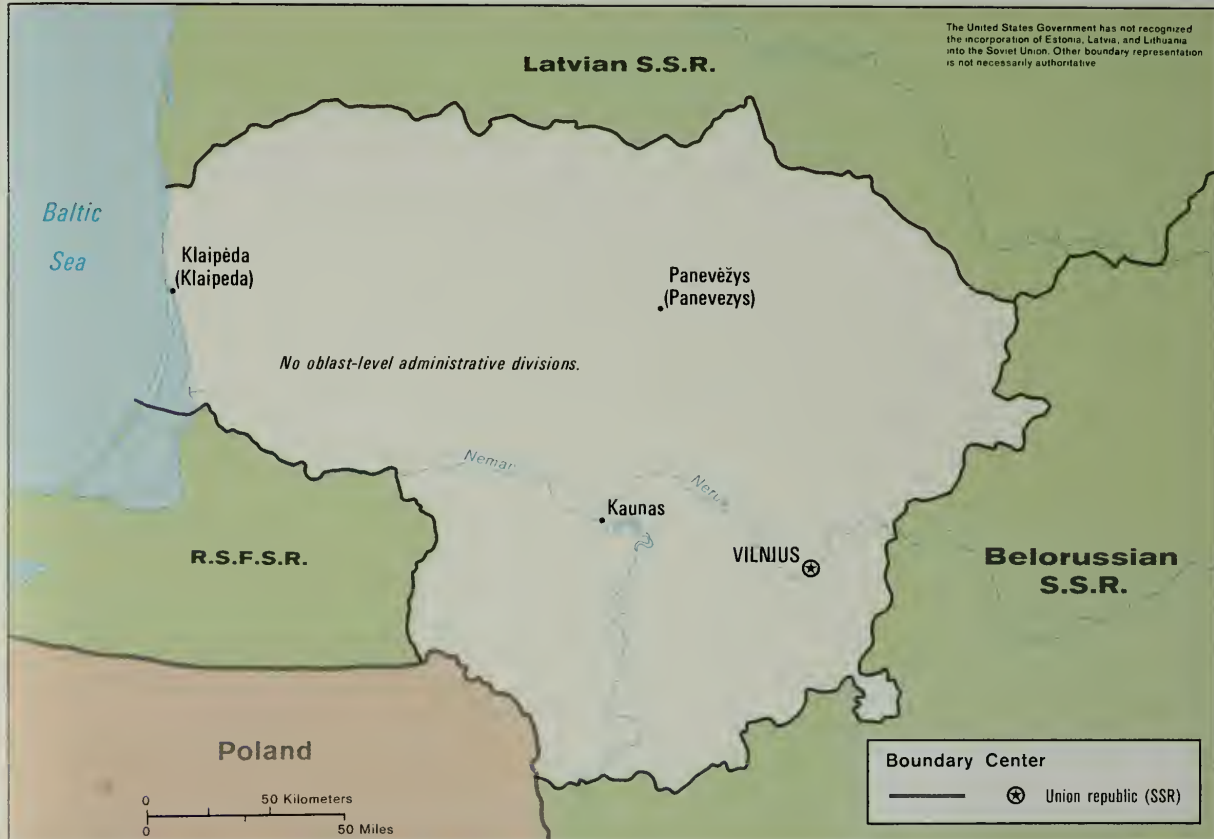 The United States Government has not recognized
the incorporation of Estonia, Latvia, and Lithuania
into the Soviet Union. Other boundary representation
is not necessarily authoritative
Latvian S.S.R.
Baltic
Sea
Klaipėda
(Klaipeda)
Panevėžys
(Panevezys)
No oblast-level administrative divisions.
Neman
Neris
Kaunas
VILNIUS
R.S.F.S.R.
Belorussian
S.S.R.
Poland
0 50 Kilometers
0 50 Miles
Boundary Center
Union republic (SSR)